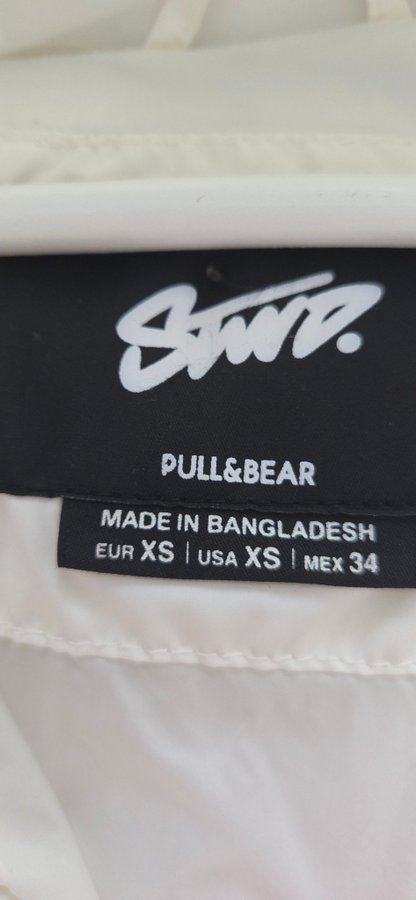 STWD.
PULL&BEAR
MADE IN BANGLADESH
EUR XS | USA XS | MEX 34